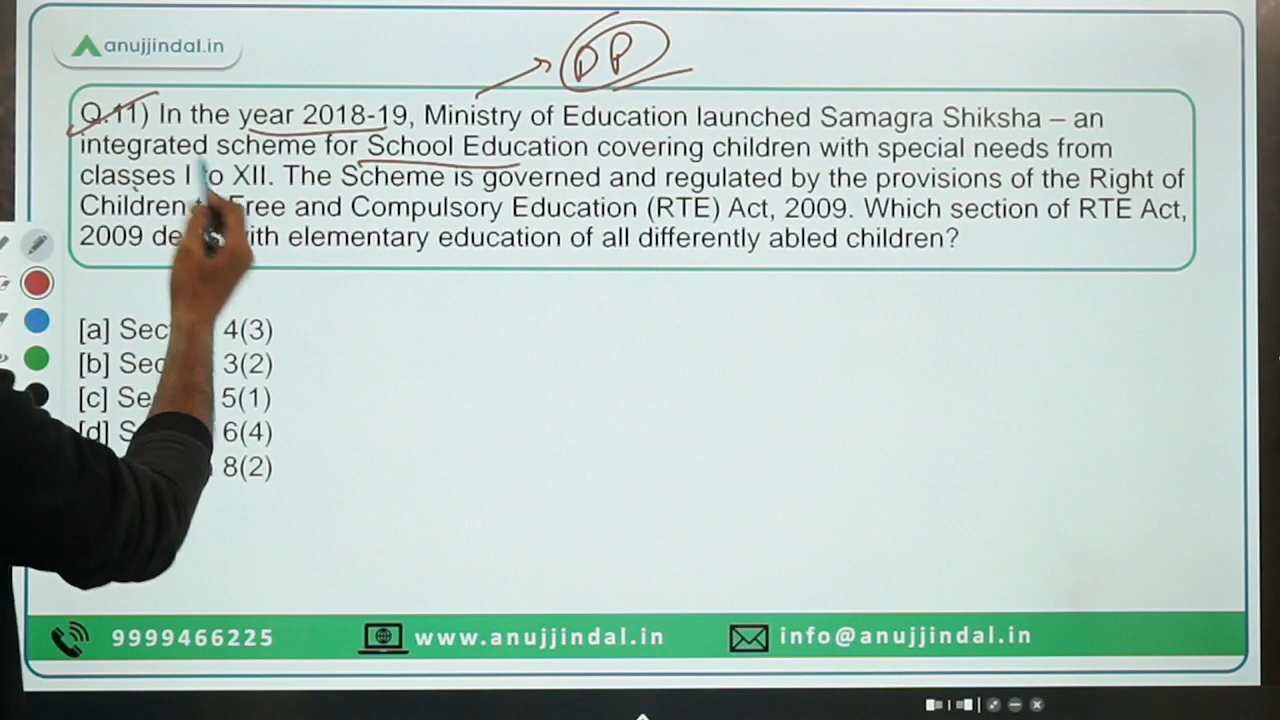 anujjindal.in
DP
Q.11) In the year 2018-19, Ministry of Education launched Samagra Shiksha – an
integrated scheme for School Education covering children with special needs from
classes I to XII. The Scheme is governed and regulated by the provisions of the Right of
Children Free and Compulsory Education (RTE) Act, 2009. Which section of RTE Act,
2009 with elementary education of all differently abled children?
[a] 4(3)
[b] 3(2)
[c] 5(1)
[d] 6(4)
8(2)
9999466225 www.anujjindal.in info@anujjindal.in